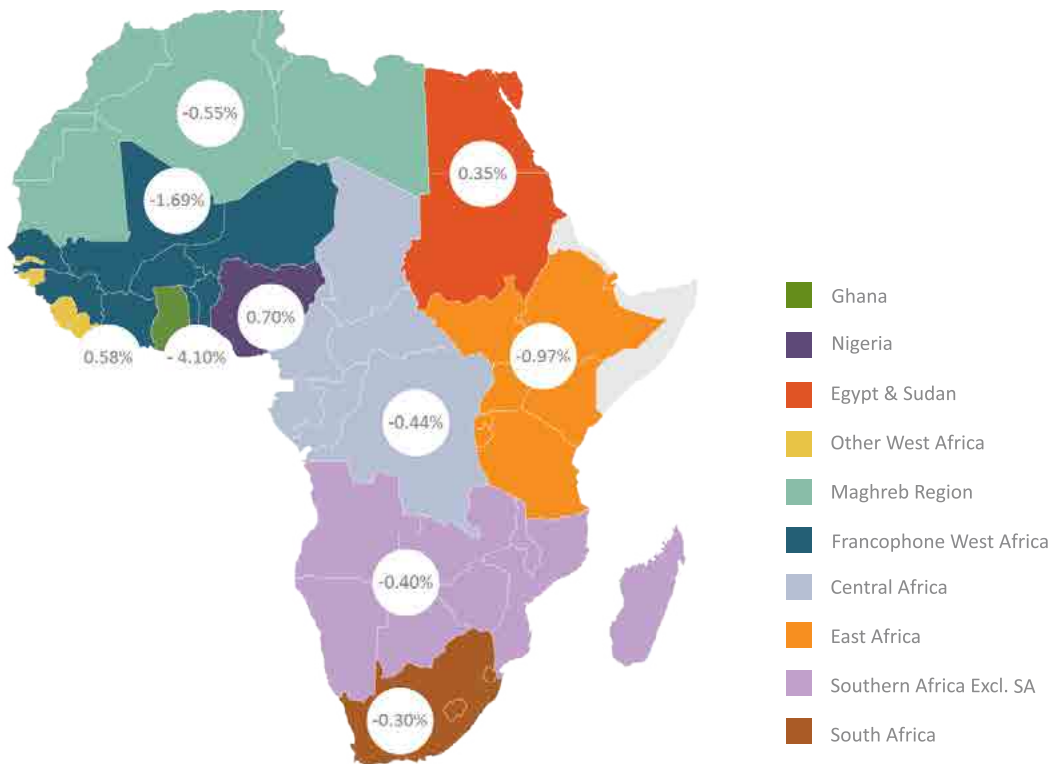 -0.55%
0.35%
-1.69%
0.70%
0.58%
- 4.10%
-0.97%
-0.44%
-0.40%
-0.30%
Ghana
Nigeria
Egypt & Sudan
Other West Africa
Maghreb Region
Francophone West Africa
Central Africa
East Africa
Southern Africa Excl. SA
South Africa